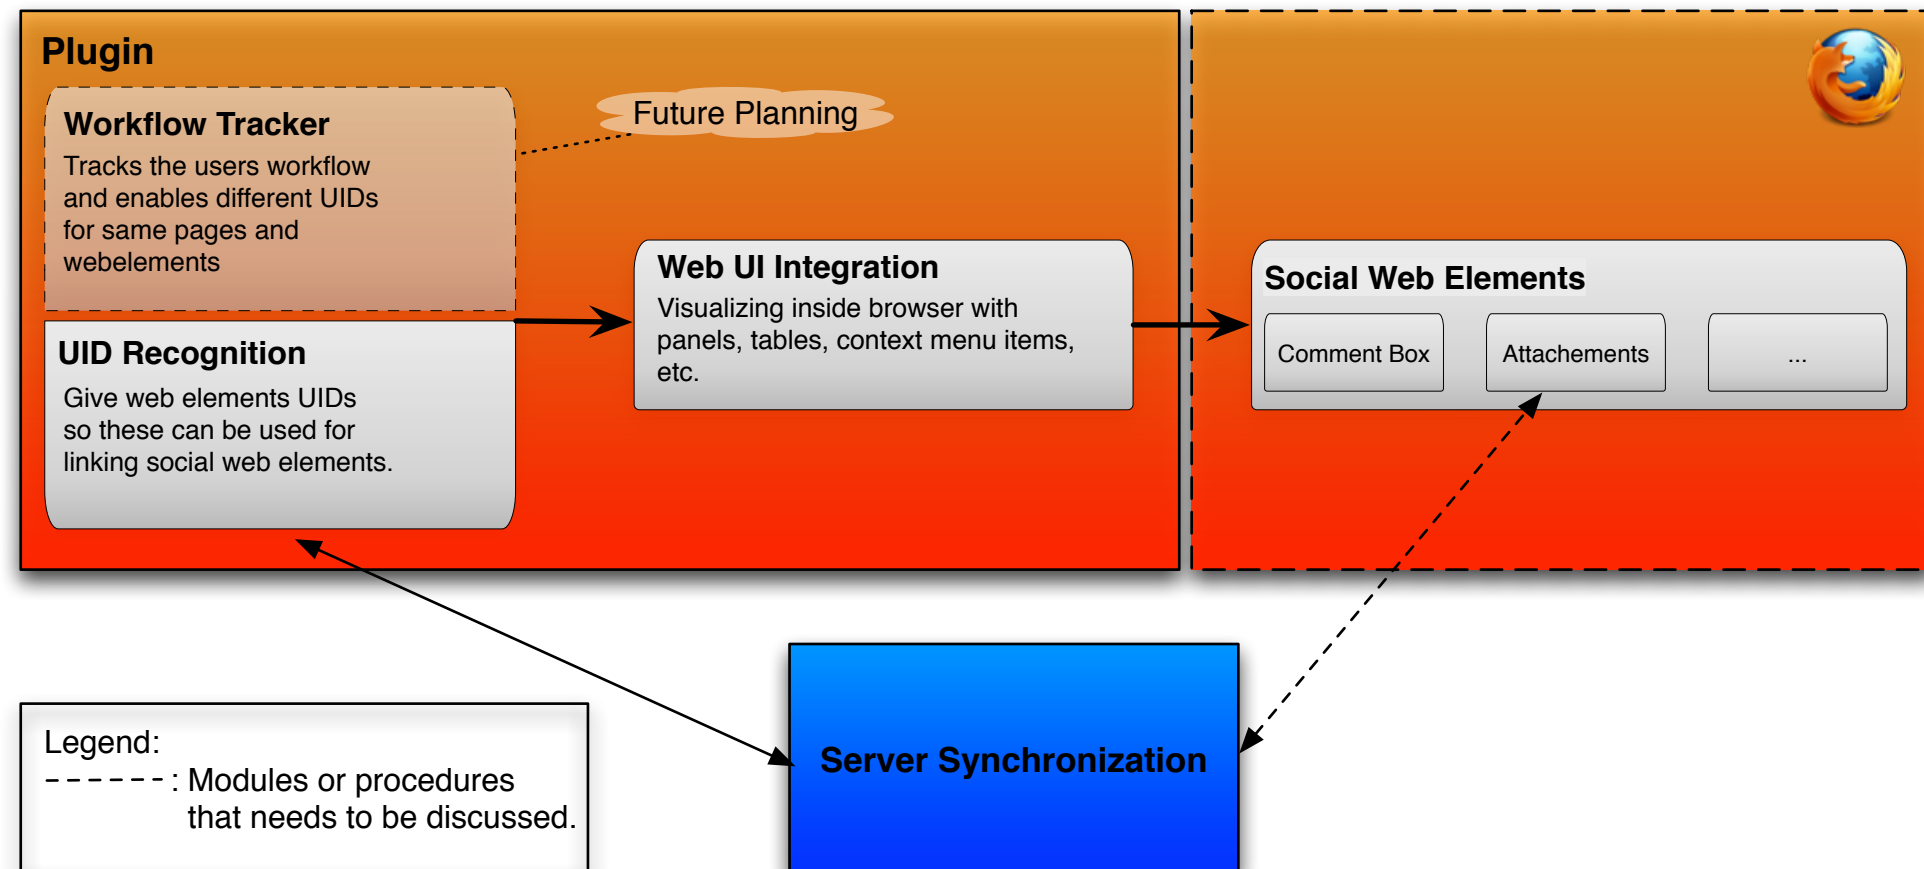 Plugin
Workflow Tracker
Tracks the users workflow
and enables different UIDs
for same pages and
webelements
Future Planning
UID Recognition
Give web elements UIDs
so these can be used for
linking social web elements.
Web UI Integration
Visualizing inside browser with
panels, tables, context menu items,
etc.
Social Web Elements
Comment Box
Attachements
...
Server Synchronization
Legend:
------: Modules or procedures
that needs to be discussed.